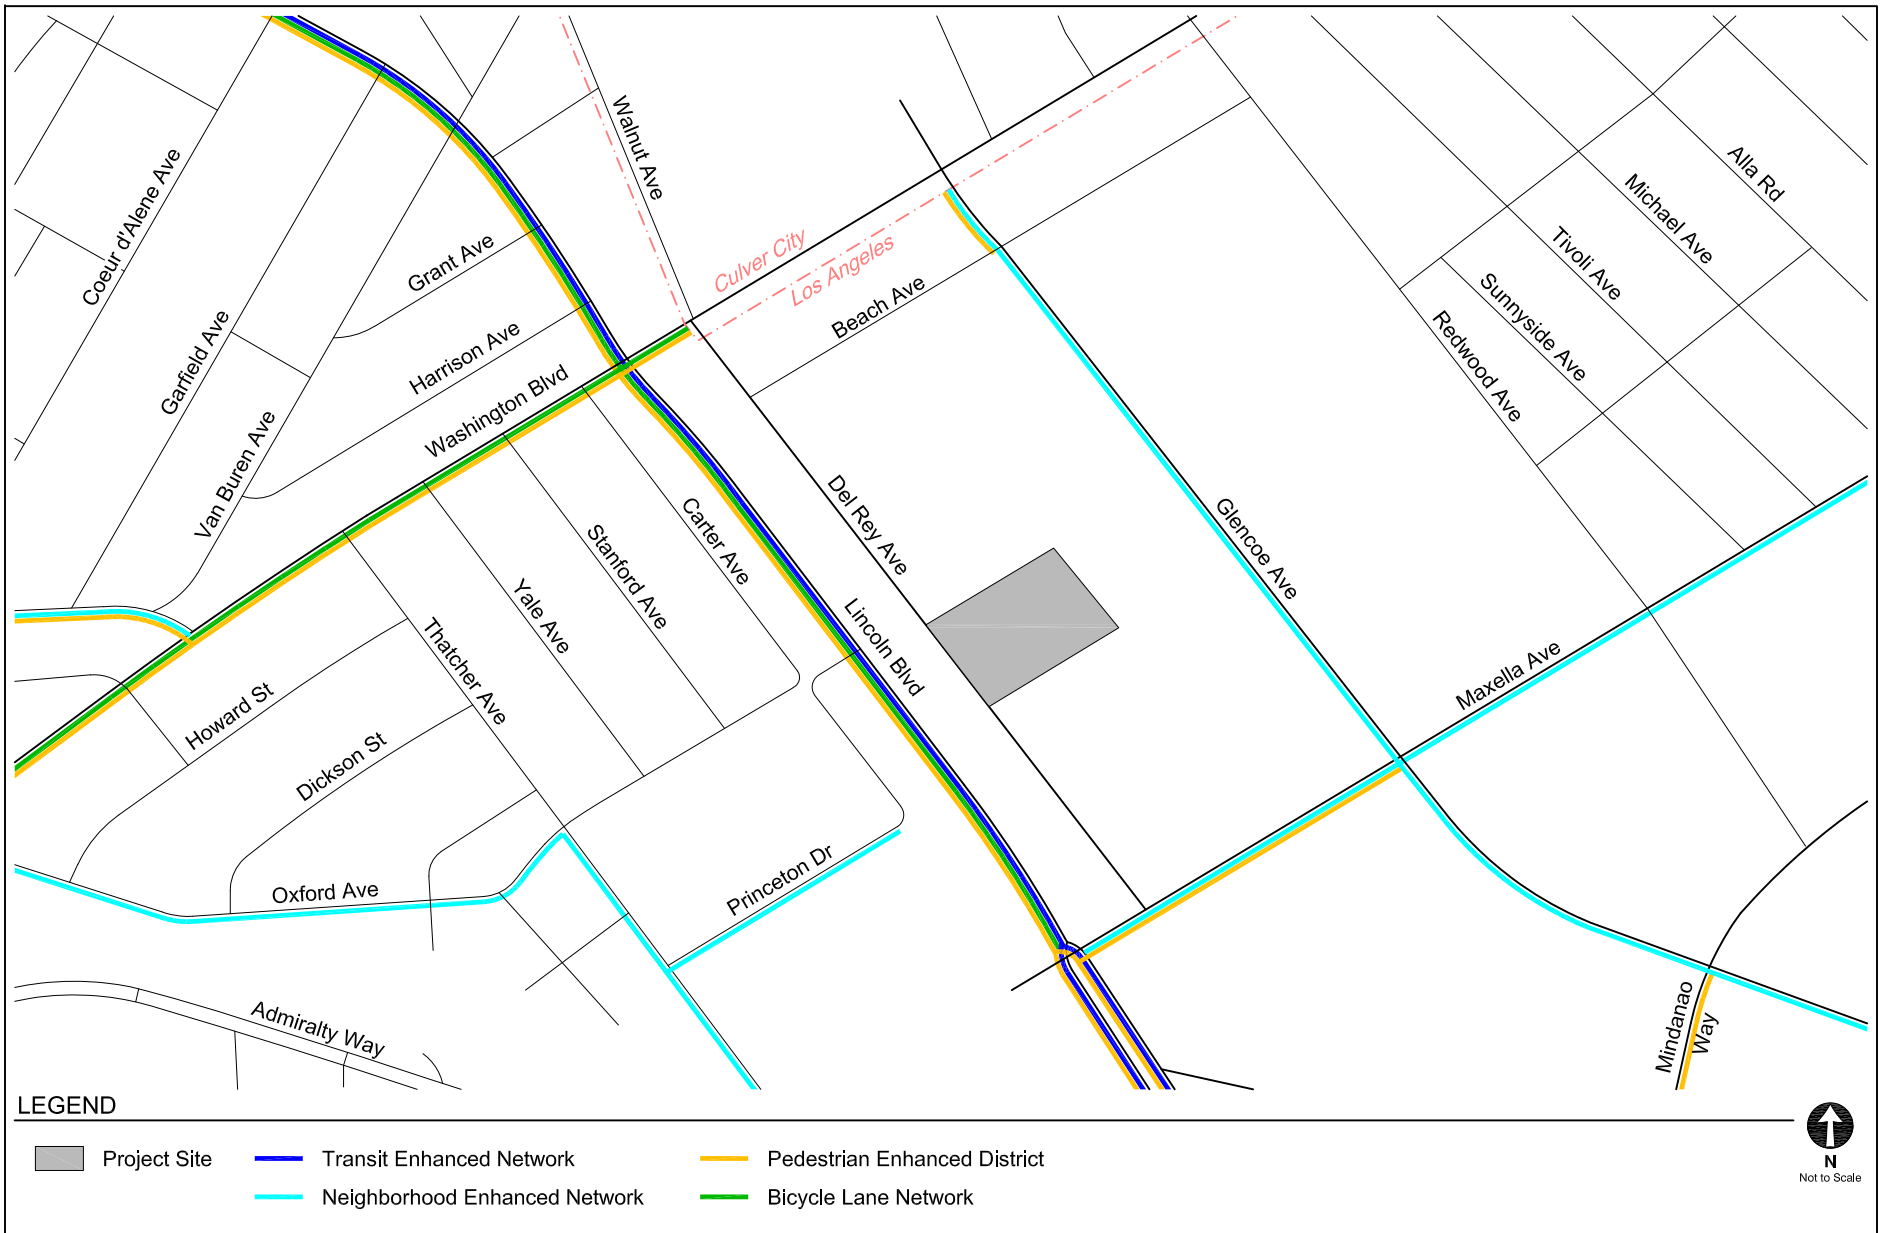 Walnut Ave
Alla Rd
Michael Ave
Coeur d'Alene Ave
Grant Ave
Culver City
Los Angeles
Tivoli Ave
Beach Ave
Sunnyside Ave
Garfield Ave
Harrison Ave
Redwood Ave
Washington Blvd
Van Buren Ave
Del Rey Ave
Carter Ave
Glencoe Ave
Stanford Ave
Yale Ave
Lincoln Blvd
Thatcher Ave
Maxella Ave
Howard St
Dickson St
Princeton Dr
Oxford Ave
Admiralty Way
Mindanao
Way
LEGEND
Project Site
Transit Enhanced Network
Pedestrian Enhanced District
Neighborhood Enhanced Network
Bicycle Lane Network
N
Not to Scale